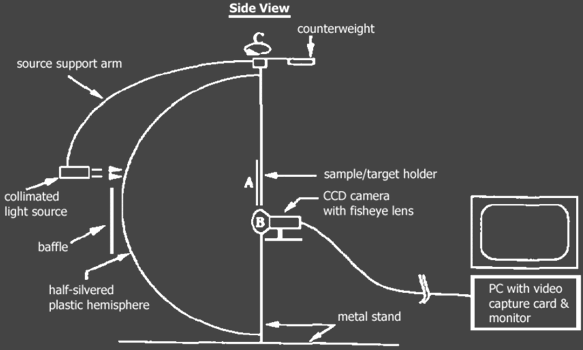 Side View
counterweight
C
source support arm
sample/target holder
A
CCD camera
with fisheye lens
B
collimated
light source
baffle
half-silvered
plastic hemisphere
metal stand
PC with video
capture card &
monitor